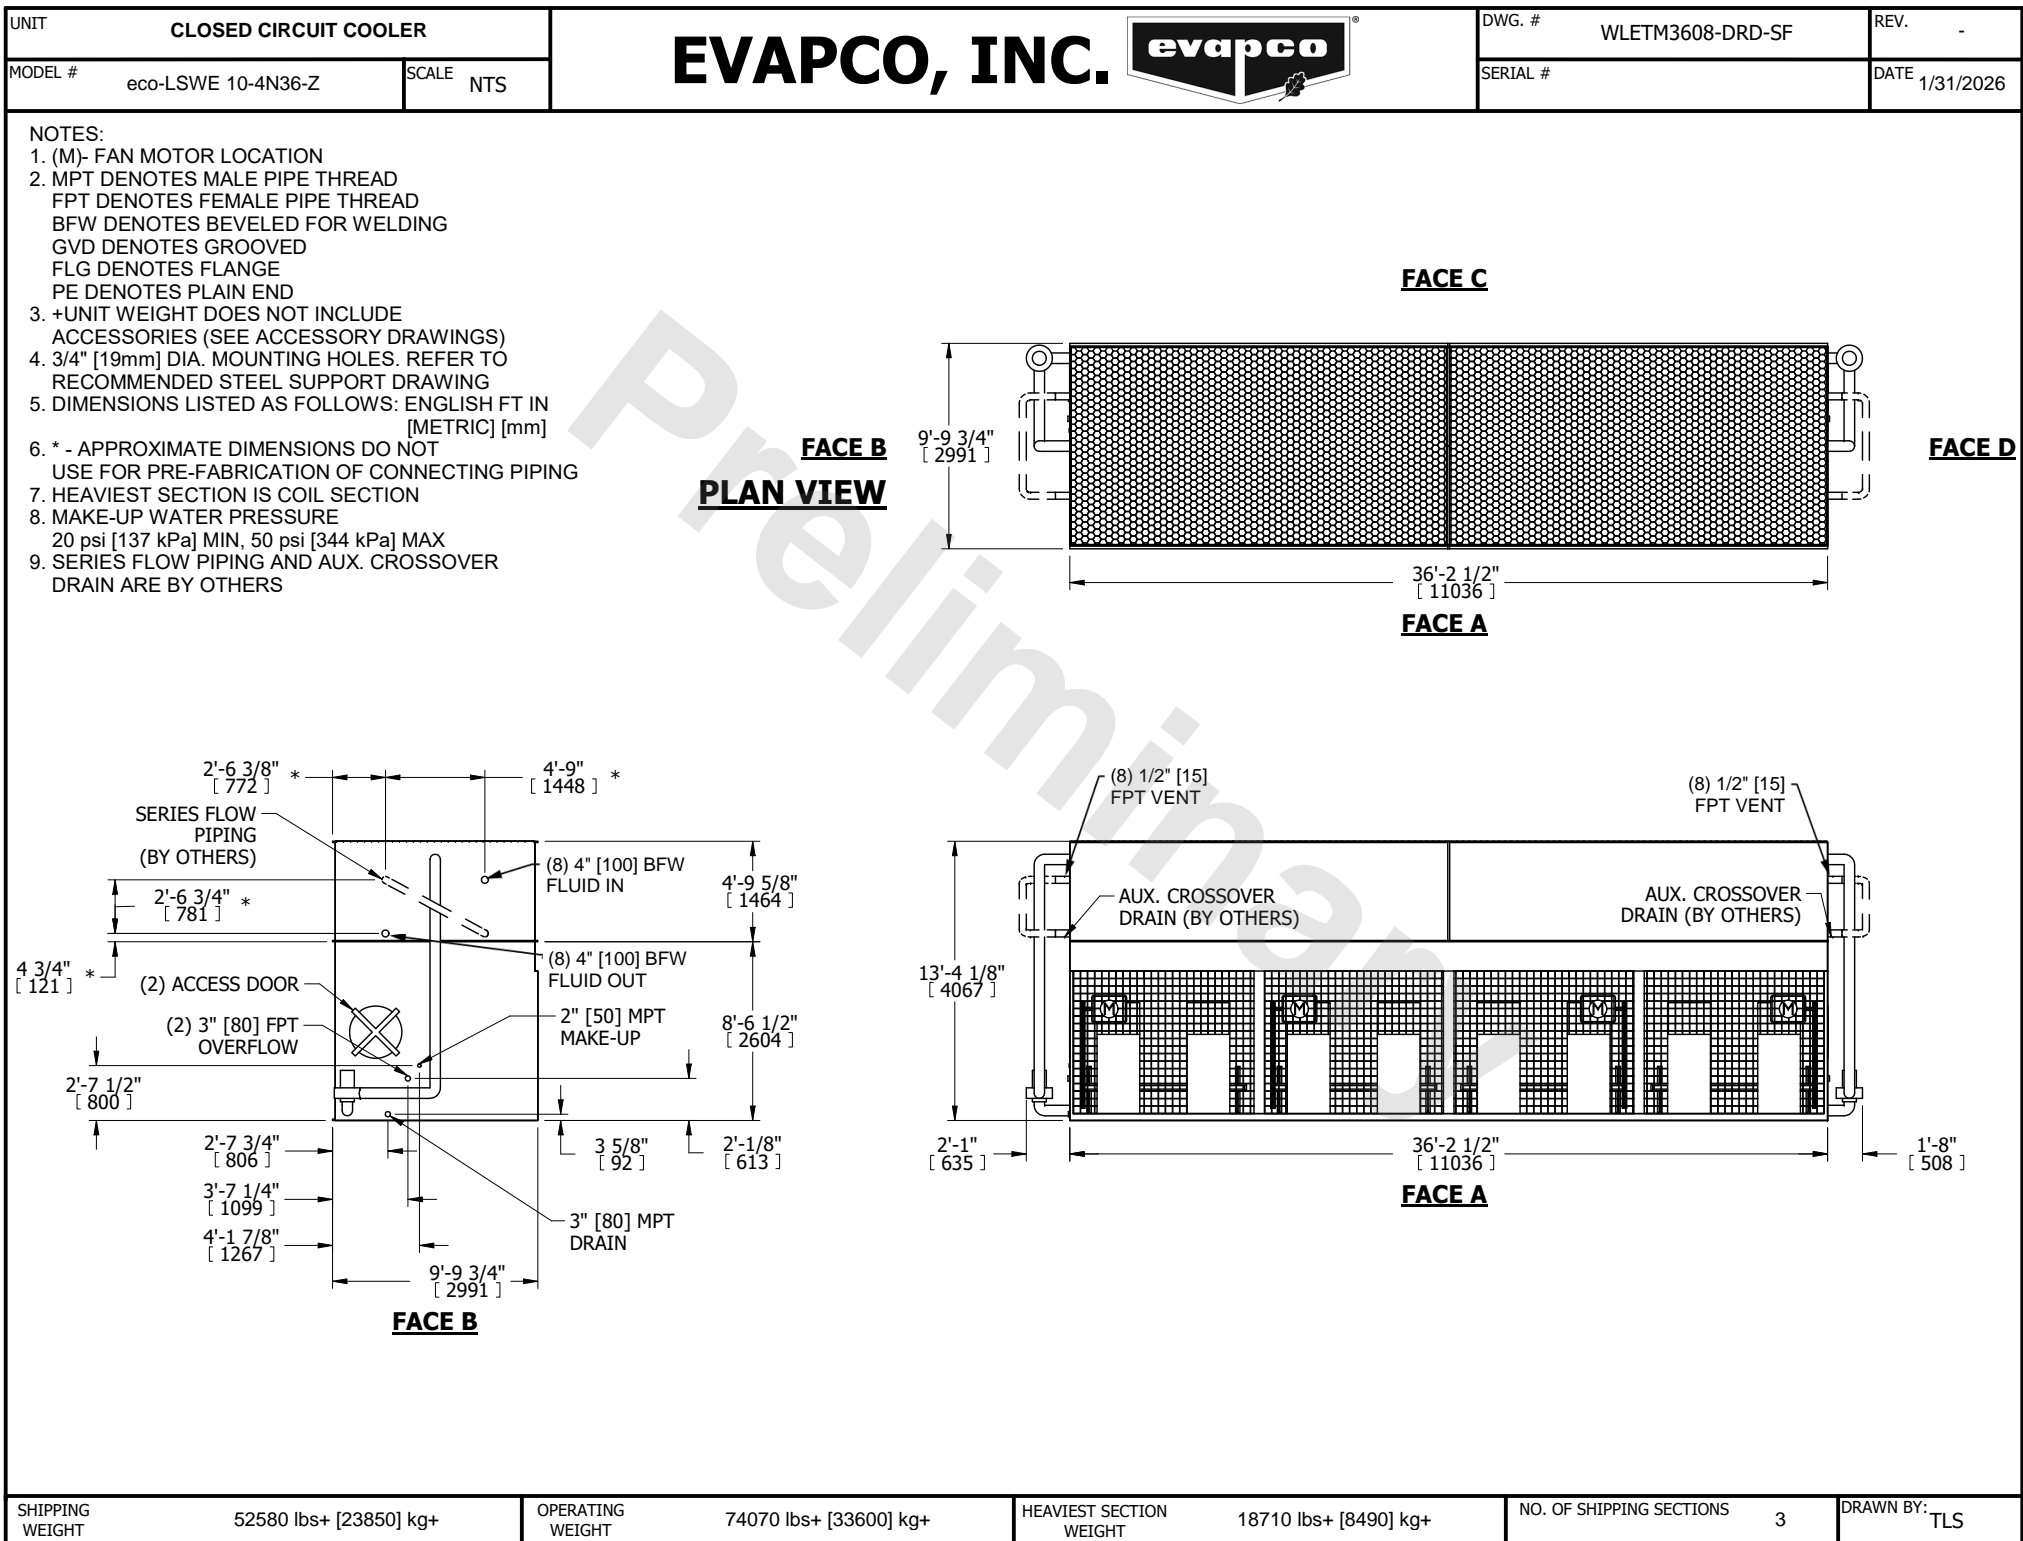 UNIT
CLOSED CIRCUIT COOLER
MODEL #
eco-LSWE 10-4N36-Z
SCALE
NTS
EVAPCO, INC.
evapco
®
DWG. #
WLETM3608-DRD-SF
REV.
-
SERIAL #
DATE
1/31/2026
NOTES:
1. (M)- FAN MOTOR LOCATION
2. MPT DENOTES MALE PIPE THREAD
FPT DENOTES FEMALE PIPE THREAD
BFW DENOTES BEVELED FOR WELDING
GVD DENOTES GROOVED
FLG DENOTES FLANGE
PE DENOTES PLAIN END
3. +UNIT WEIGHT DOES NOT INCLUDE
ACCESSORIES (SEE ACCESSORY DRAWINGS)
4. 3/4" [19mm] DIA. MOUNTING HOLES. REFER TO
RECOMMENDED STEEL SUPPORT DRAWING
5. DIMENSIONS LISTED AS FOLLOWS: ENGLISH FT IN
[METRIC] [mm]
6. * - APPROXIMATE DIMENSIONS DO NOT
USE FOR PRE-FABRICATION OF CONNECTING PIPING
7. HEAVIEST SECTION IS COIL SECTION
8. MAKE-UP WATER PRESSURE
20 psi [137 kPa] MIN, 50 psi [344 kPa] MAX
9. SERIES FLOW PIPING AND AUX. CROSSOVER
DRAIN ARE BY OTHERS
Preliminary
FACE C
FACE B
PLAN VIEW
9'-9 3/4"
[ 2991 ]
FACE D
36'-2 1/2"
[ 11036 ]
FACE A
2'-6 3/8" *
[ 772 ]
4'-9" *
[ 1448 ]
SERIES FLOW
PIPING
(BY OTHERS)
2'-6 3/4" *
[ 781 ]
4 3/4" *
[ 121 ]
(8) 4" [100] BFW
FLUID IN
4'-9 5/8"
[ 1464 ]
(8) 4" [100] BFW
FLUID OUT
(2) ACCESS DOOR
(2) 3" [80] FPT
OVERFLOW
2" [50] MPT
MAKE-UP
8'-6 1/2"
[ 2604 ]
2'-7 1/2"
[ 800 ]
2'-7 3/4"
[ 806 ]
3 5/8"
[ 92 ]
2'-1/8"
[ 613 ]
3'-7 1/4"
[ 1099 ]
4'-1 7/8"
[ 1267 ]
3" [80] MPT
DRAIN
9'-9 3/4"
[ 2991 ]
FACE B
(8) 1/2" [15]
FPT VENT
(8) 1/2" [15]
FPT VENT
AUX. CROSSOVER
DRAIN (BY OTHERS)
AUX. CROSSOVER
DRAIN (BY OTHERS)
13'-4 1/8"
[ 4067 ]
M M M M
2'-1"
[ 635 ]
36'-2 1/2"
[ 11036 ]
1'-8"
[ 508 ]
FACE A
SHIPPING
WEIGHT
52580 lbs+ [23850] kg+
OPERATING
WEIGHT
74070 lbs+ [33600] kg+
HEAVIEST SECTION
WEIGHT
18710 lbs+ [8490] kg+
NO. OF SHIPPING SECTIONS
3
DRAWN BY:
TLS